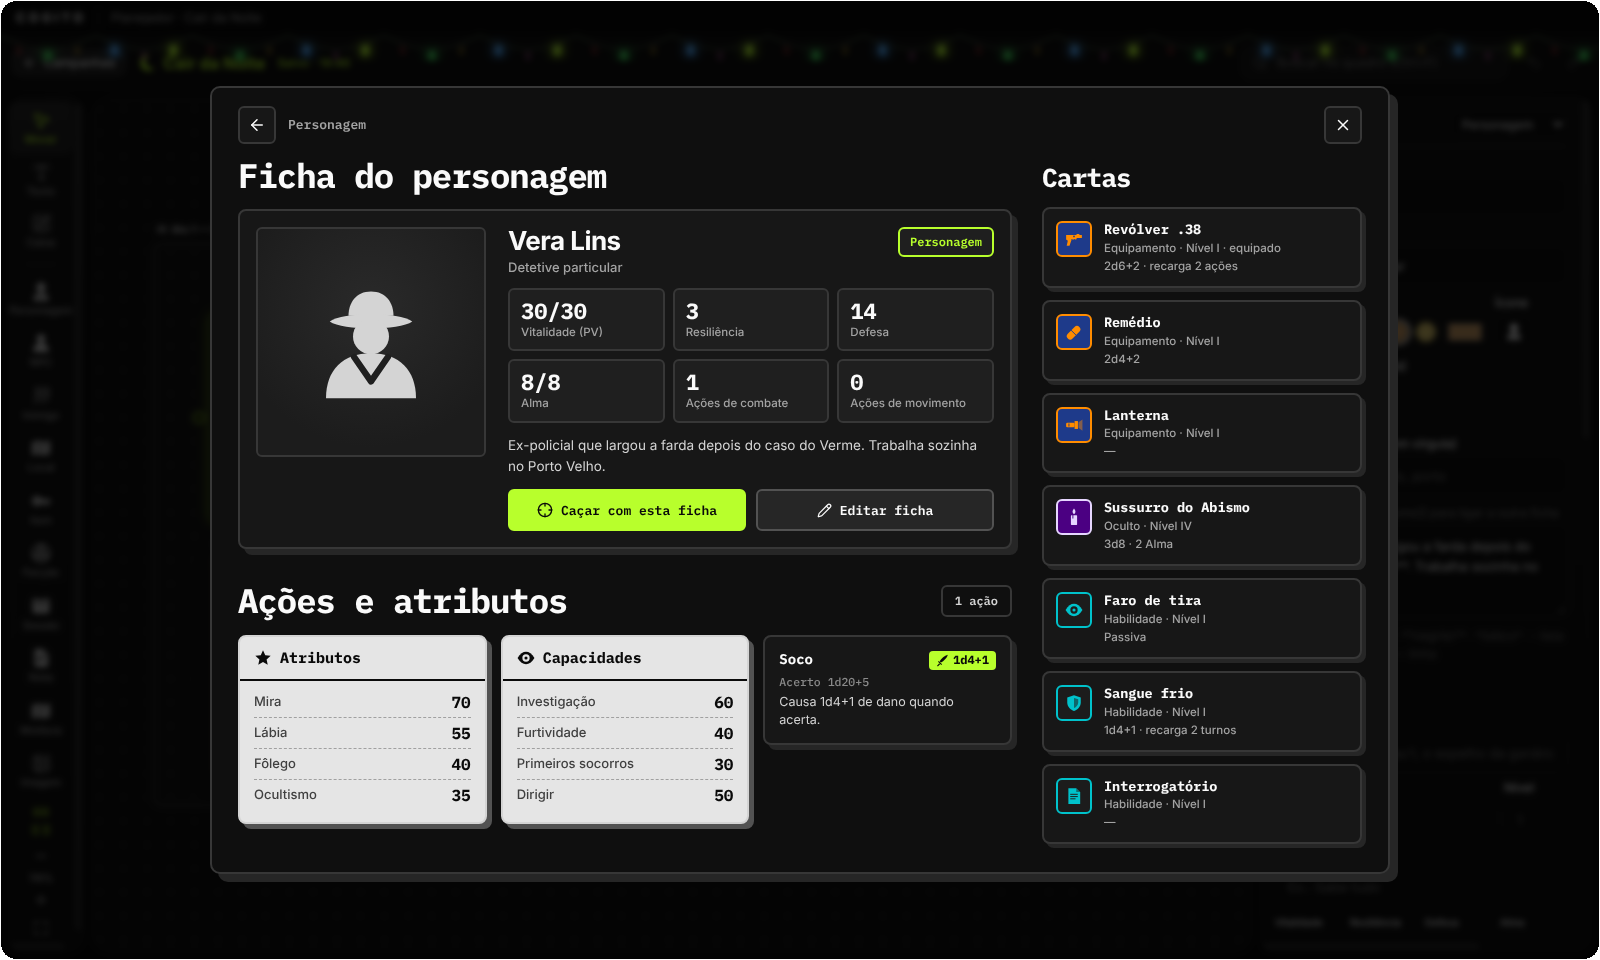 Personagem
Ficha do personagem
Vera Lins
Personagem
Detetive particular
30/30
Vitalidade (PV)
3
Resiliência
14
Defesa
8/8
Alma
1
Ações de combate
0
Ações de movimento
Ex-policial que largou a farda depois do caso do Verme. Trabalha sozinha
no Porto Velho.
Caçar com esta ficha
Editar ficha
Ações e atributos
1 ação
Atributos
Mira 70
Lábia 55
Fôlego 40
Ocultismo 35
Capacidades
Investigação 60
Furtividade 40
Primeiros socorros 30
Dirigir 50
Soco
1d4+1
Acerto 1d20+5
Causa 1d4+1 de dano quando
acerta.
Cartas
Revólver .38
Equipamento · Nível I · equipado
2d6+2 · recarga 2 ações
Remédio
Equipamento · Nível I
2d4+2
Lanterna
Equipamento · Nível I
—
Sussurro do Abismo
Oculto · Nível IV
3d8 · 2 Alma
Faro de tira
Habilidade · Nível I
Passiva
Sangue frio
Habilidade · Nível I
1d4+1 · recarga 2 turnos
Interrogatório
Habilidade · Nível I
—